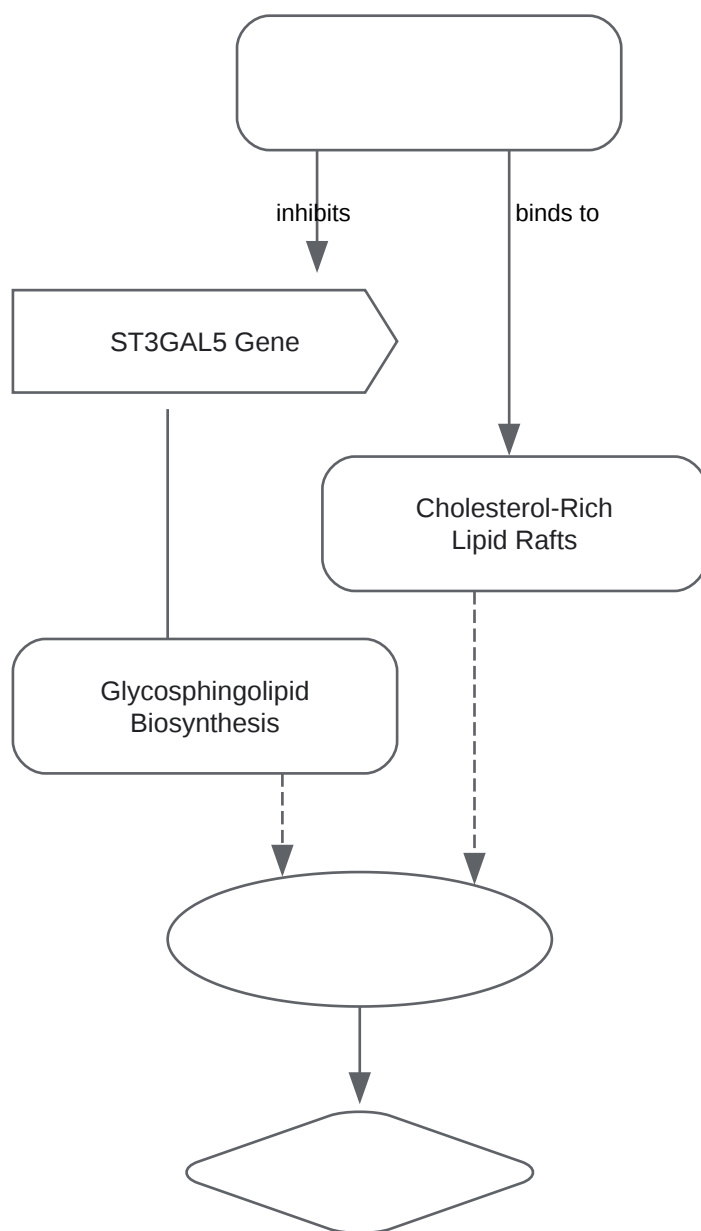 inhibits
binds to
ST3GAL5 Gene
Cholesterol-Rich
Lipid Rafts
Glycosphingolipid
Biosynthesis